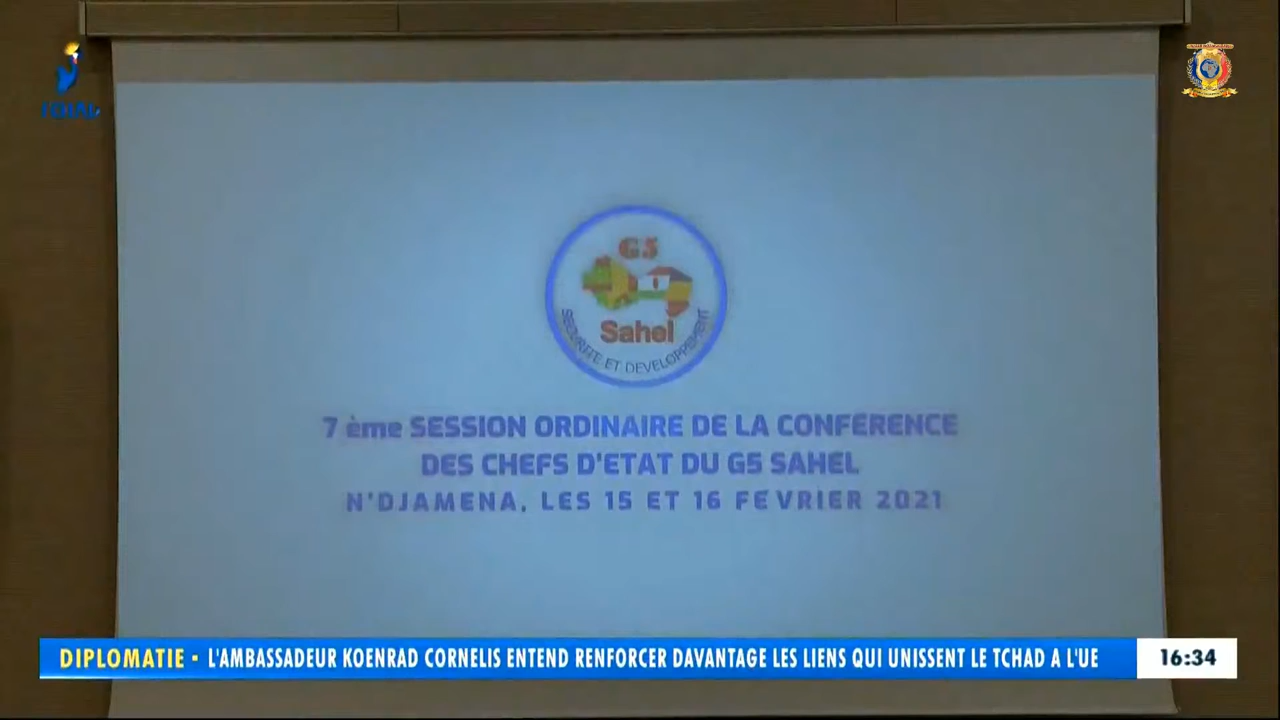 G5
Sahel
SECURITE ET DEVELOPPEMENT
7 ème SESSION ORDINAIRE DE LA CONFERENCE
DES CHEFS D'ETAT DU G5 SAHEL
N'DJAMENA, LES 15 ET 16 FEVRIER 2021
DIPLOMATIE • L'AMBASSADEUR KOENRAD CORNELIS ENTEND RENFORCER DAVANTAGE LES LIENS QUI UNISSENT LE TCHAD A L'UE
16:34